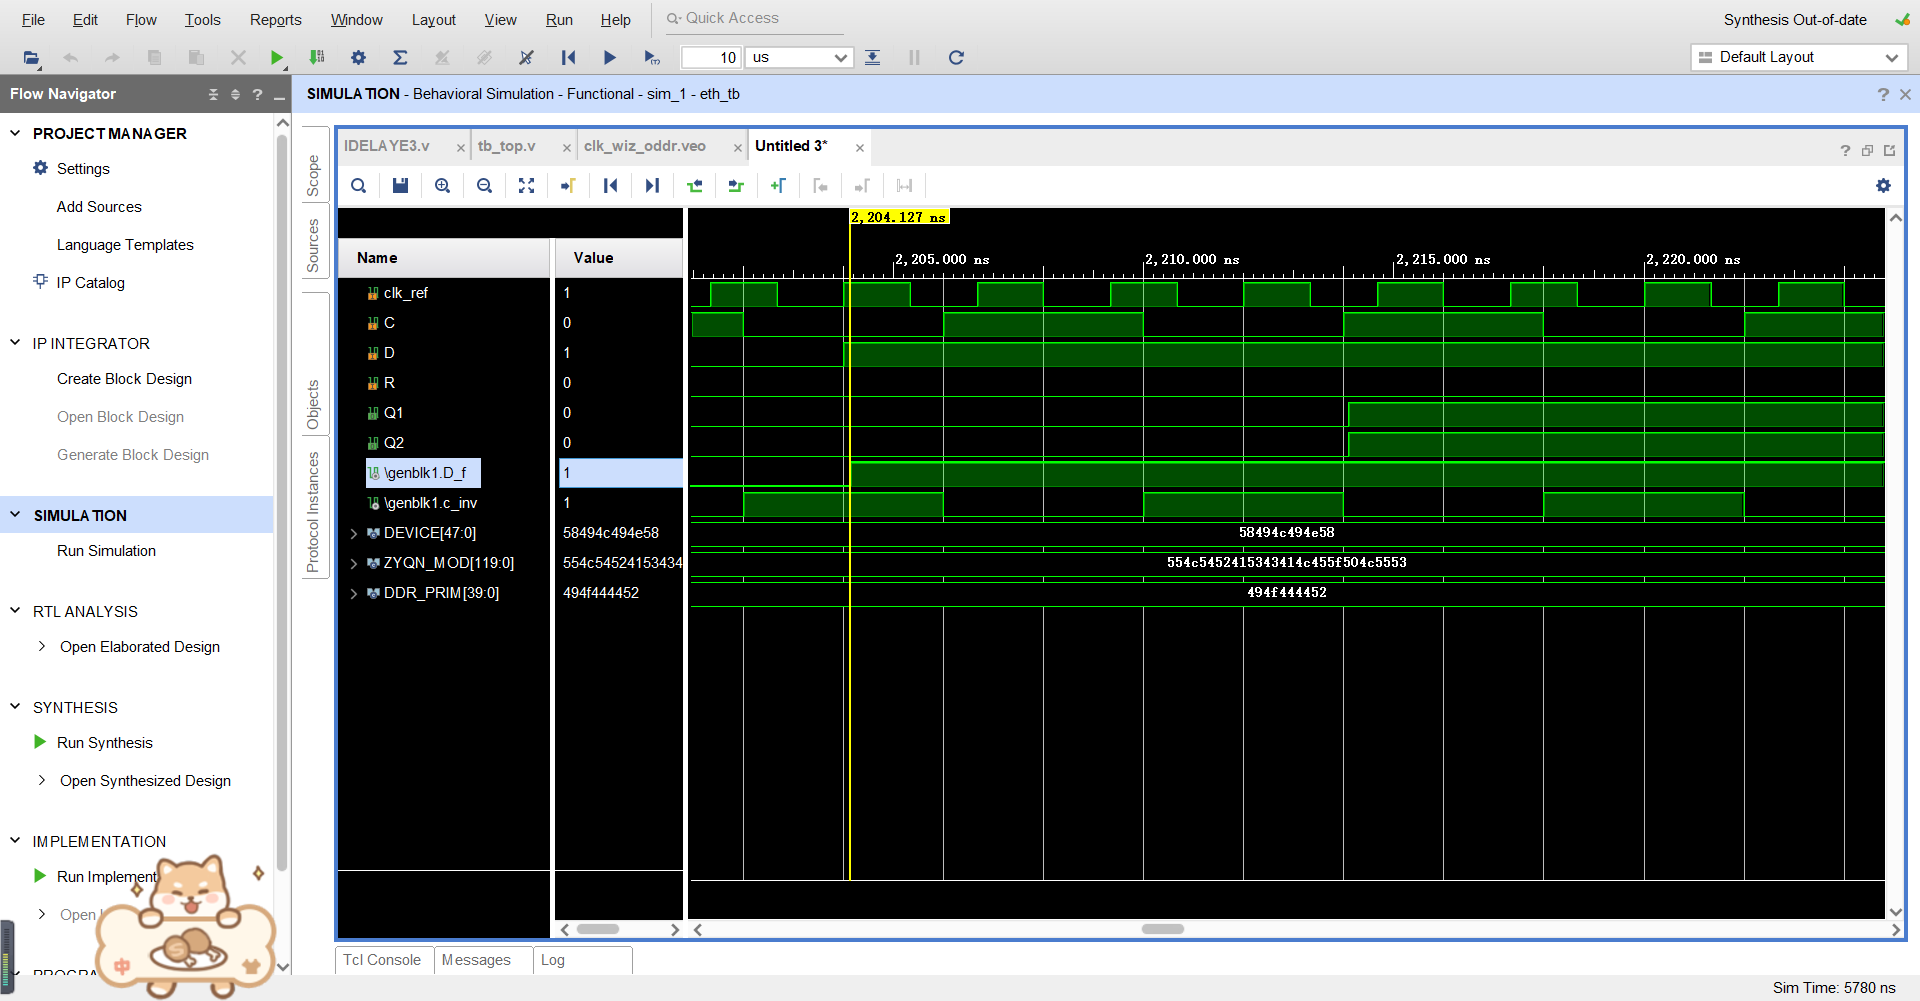 File Edit Flow Tools Reports Window Layout View Run Help Quick Access Synthesis Out-of-date
10 us Default Layout
Flow Navigator
SIMULATION - Behavioral Simulation - Functional - sim_1 - eth_tb
PROJECT MANAGER
Settings
Add Sources
Language Templates
IP Catalog
IP INTEGRATOR
Create Block Design
Open Block Design
Generate Block Design
SIMULATION
Run Simulation
RTL ANALYSIS
Open Elaborated Design
SYNTHESIS
Run Synthesis
Open Synthesized Design
IMPLEMENTATION
Run Implement
Open
Scope
Sources
Objects
Protocol Instances
IDELAYE3.v tb_top.v clk_wiz_oddr.veo Untitled 3*
2,204.127 ns
2,205.000 ns 2,210.000 ns 2,215.000 ns 2,220.000 ns
Name Value
clk_ref 1
C 0
D 1
R 0
Q1 0
Q2 0
\genblk1.D_f 1
\genblk1.c_inv 1
DEVICE[47:0] 58494c494e58 58494c494e58
ZYQN_MOD[119:0] 554c54524153434 554c5452415343414c455f504c5553
DDR_PRIM[39:0] 494f444452 494f444452
Tcl Console Messages Log
中
Sim Time: 5780 ns